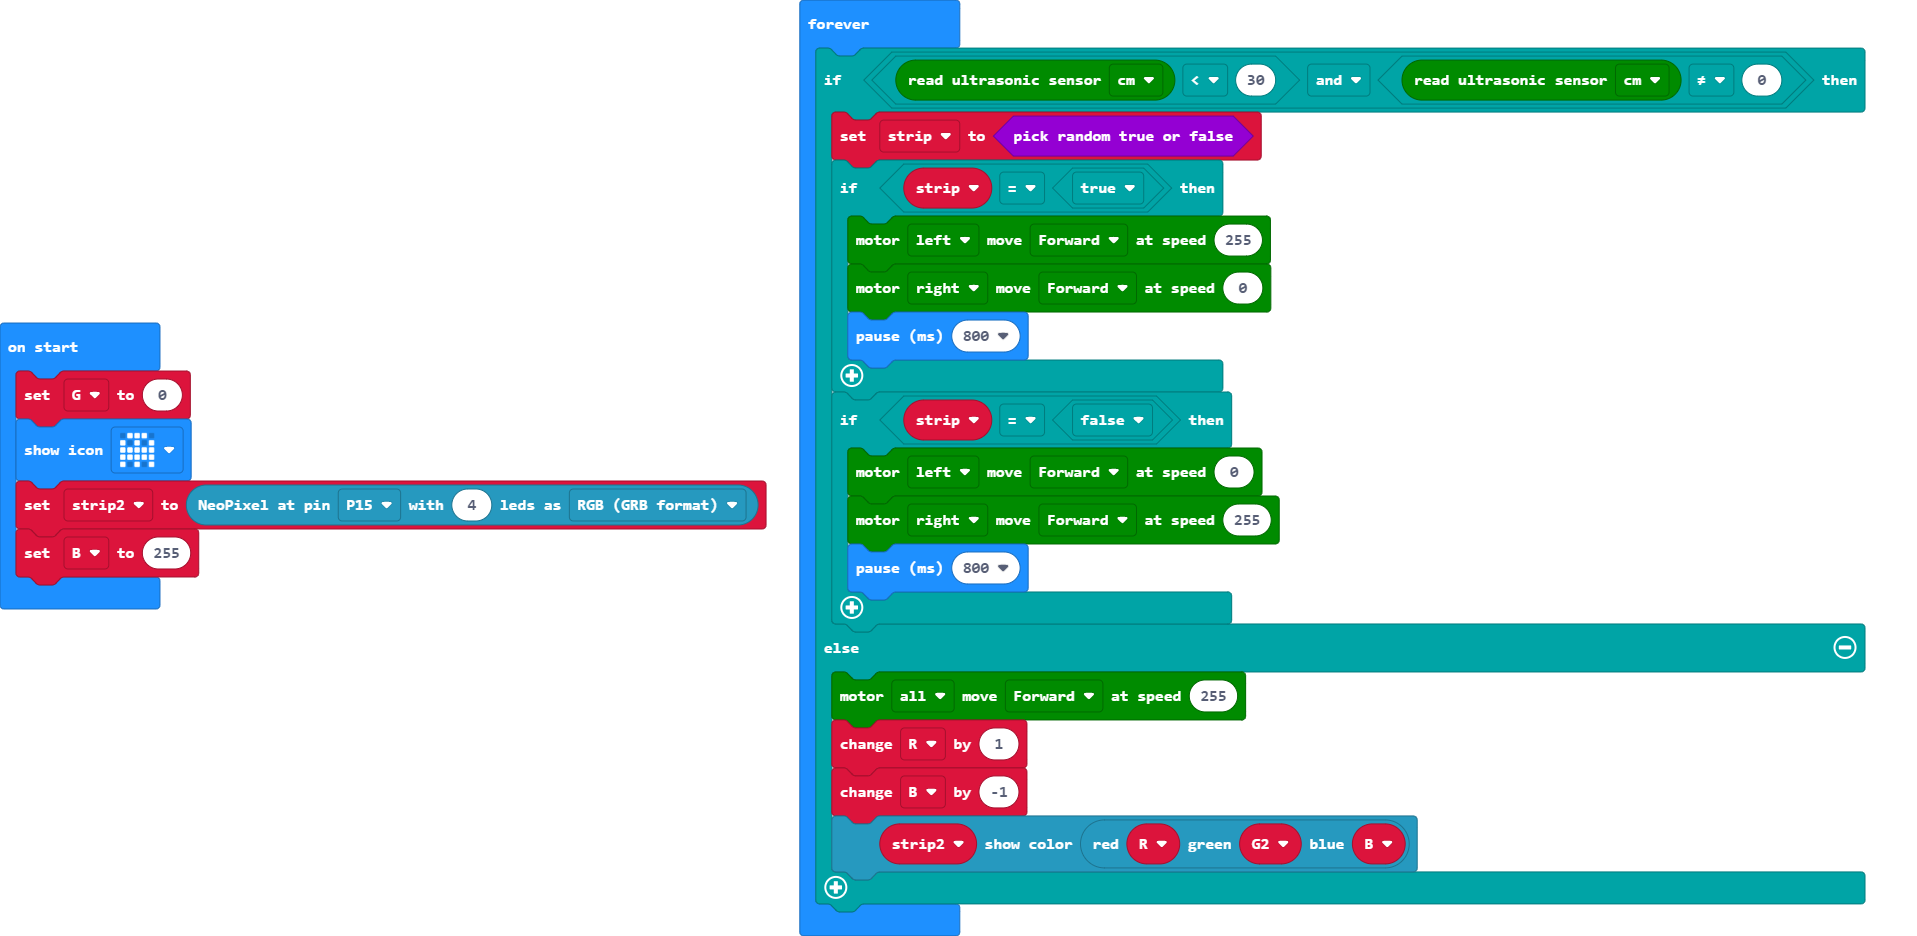 on start
set G to 0
show icon
set strip2 to NeoPixel at pin P15 with 4 leds as RGB (GRB format)
set B to 255
forever
if read ultrasonic sensor cm < 30 and read ultrasonic sensor cm ≠ 0 then
set strip to pick random true or false
if strip = true then
motor left move Forward at speed 255
motor right move Forward at speed 0
pause (ms) 800
if strip = false then
motor left move Forward at speed 0
motor right move Forward at speed 255
pause (ms) 800
else
motor all move Forward at speed 255
change R by 1
change B by -1
strip2 show color red R green G2 blue B